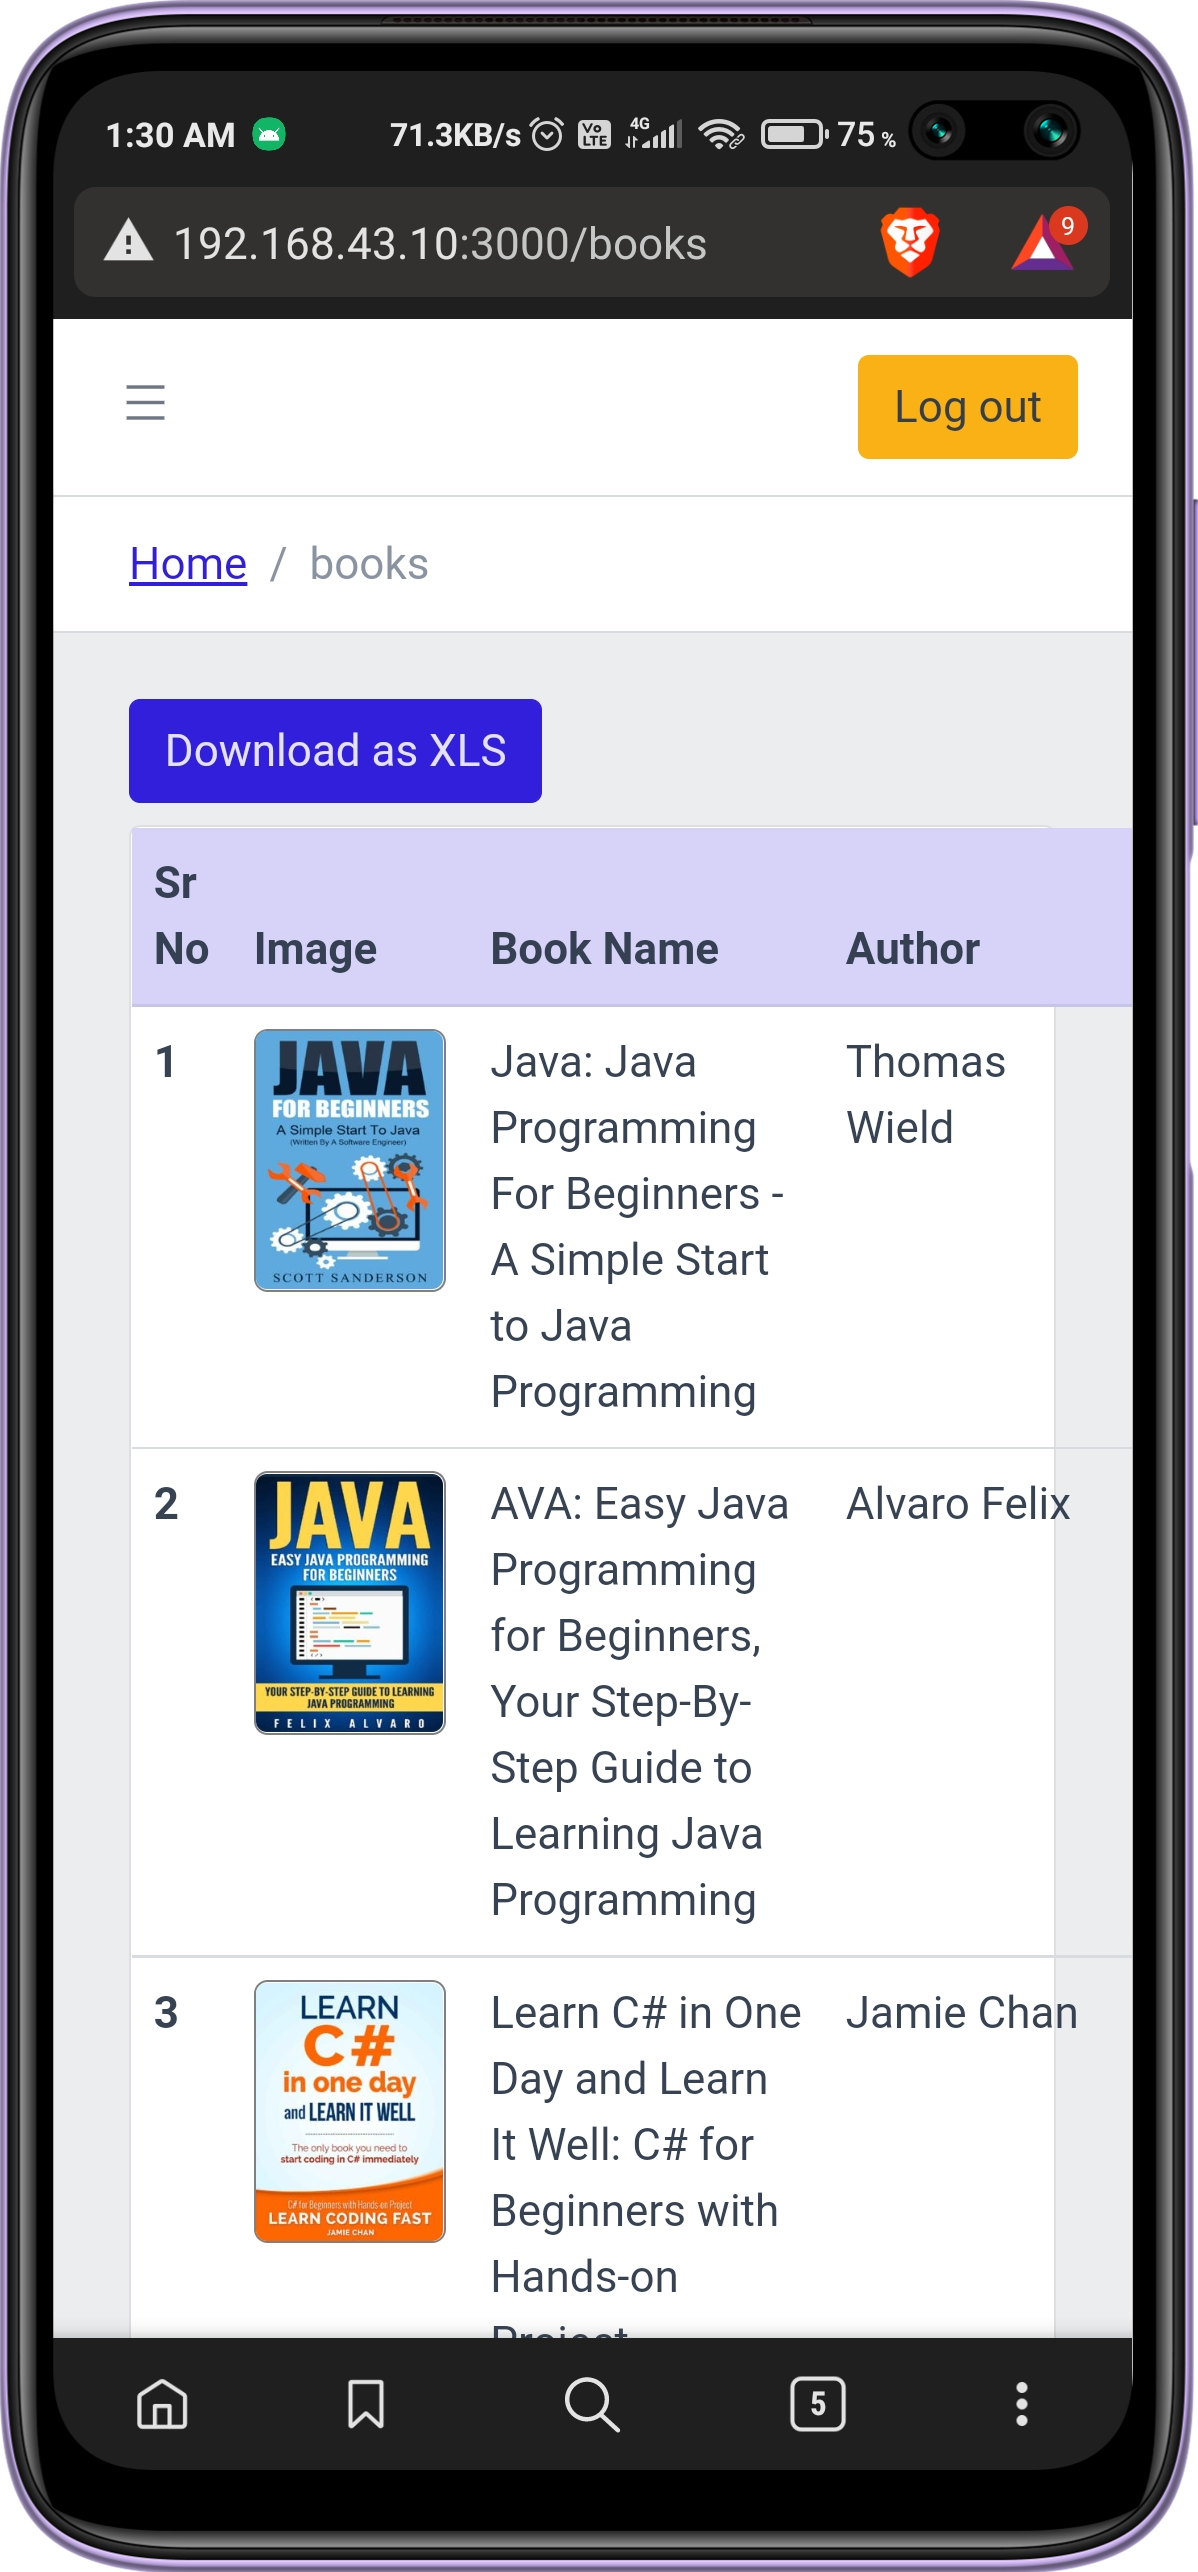 1:30 AM 71.3KB/s Vo LTE 4G 75 %
192.168.43.10:3000/books 9
Log out
Home / books
Download as XLS
Sr
No Image Book Name Author
1 Java: Java Thomas
Programming Wield
For Beginners -
A Simple Start
to Java
Programming
JAVA
FOR BEGINNERS
A Simple Start To Java
(Written By A Software Engineer)
SCOTT SANDERSON
2 AVA: Easy Java Alvaro Felix
Programming
for Beginners,
Your Step-By-
Step Guide to
Learning Java
Programming
JAVA
EASY JAVA PROGRAMMING
FOR BEGINNERS
YOUR STEP-BY-STEP GUIDE TO LEARNING
JAVA PROGRAMMING
FELIX ALVARO
3 Learn C# in One Jamie Chan
Day and Learn
It Well: C# for
Beginners with
Hands-on
Project
LEARN
C#
in one day
and LEARN IT WELL
The only book you need to
start coding in C# immediately
C# for Beginners with Hands-on Project
LEARN CODING FAST
JAMIE CHAN
5